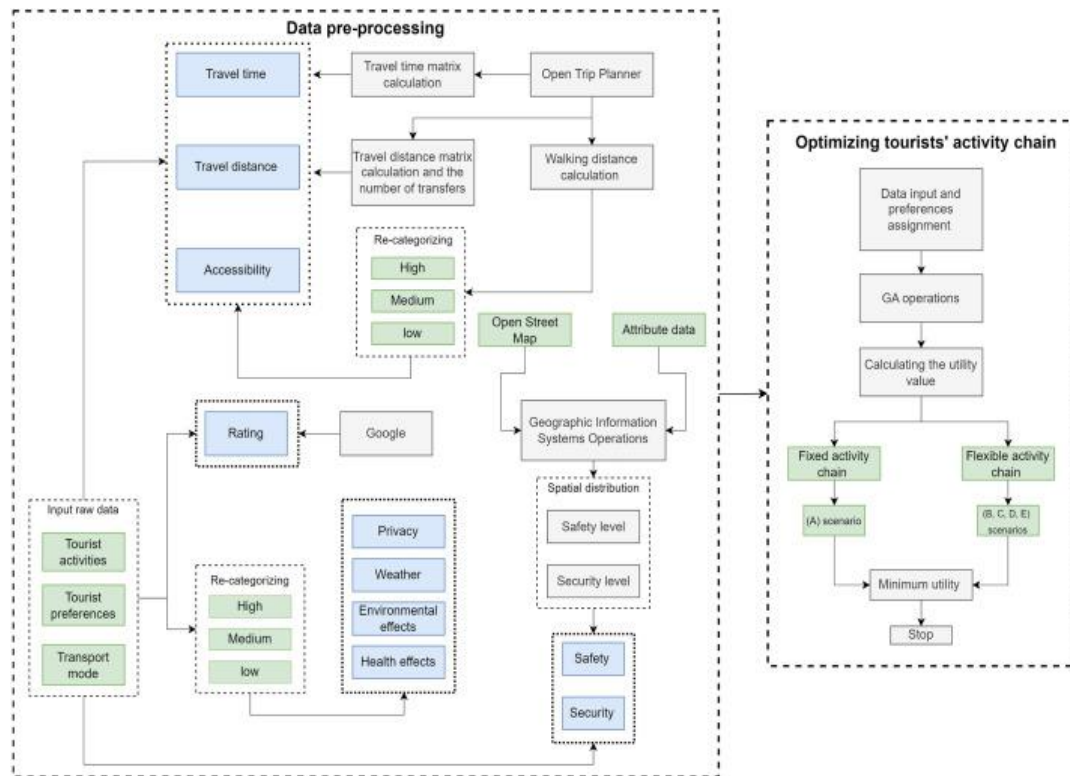 Data pre-processing
Travel time
Travel time matrix
calculation
Open Trip Planner
Travel distance
Travel distance matrix
calculation and the
number of transfers
Walking distance
calculation
Accessibility
Re-categorizing
High
Medium
low
Open Street
Map
Attribute data
Rating
Google
Geographic Information
Systems Operations
Spatial distribution
Safety level
Security level
Input raw data
Tourist
activities
Tourist
preferences
Transport
mode
Re-categorizing
High
Medium
low
Privacy
Weather
Environmental
effects
Health effects
Safety
Security
Optimizing tourists' activity chain
Data input and
preferences
assignment
GA operations
Calculating the utility
value
Fixed activity
chain
Flexible activity
chain
(A) scenario
(B, C, D, E)
scenarios
Minimum utility
Stop